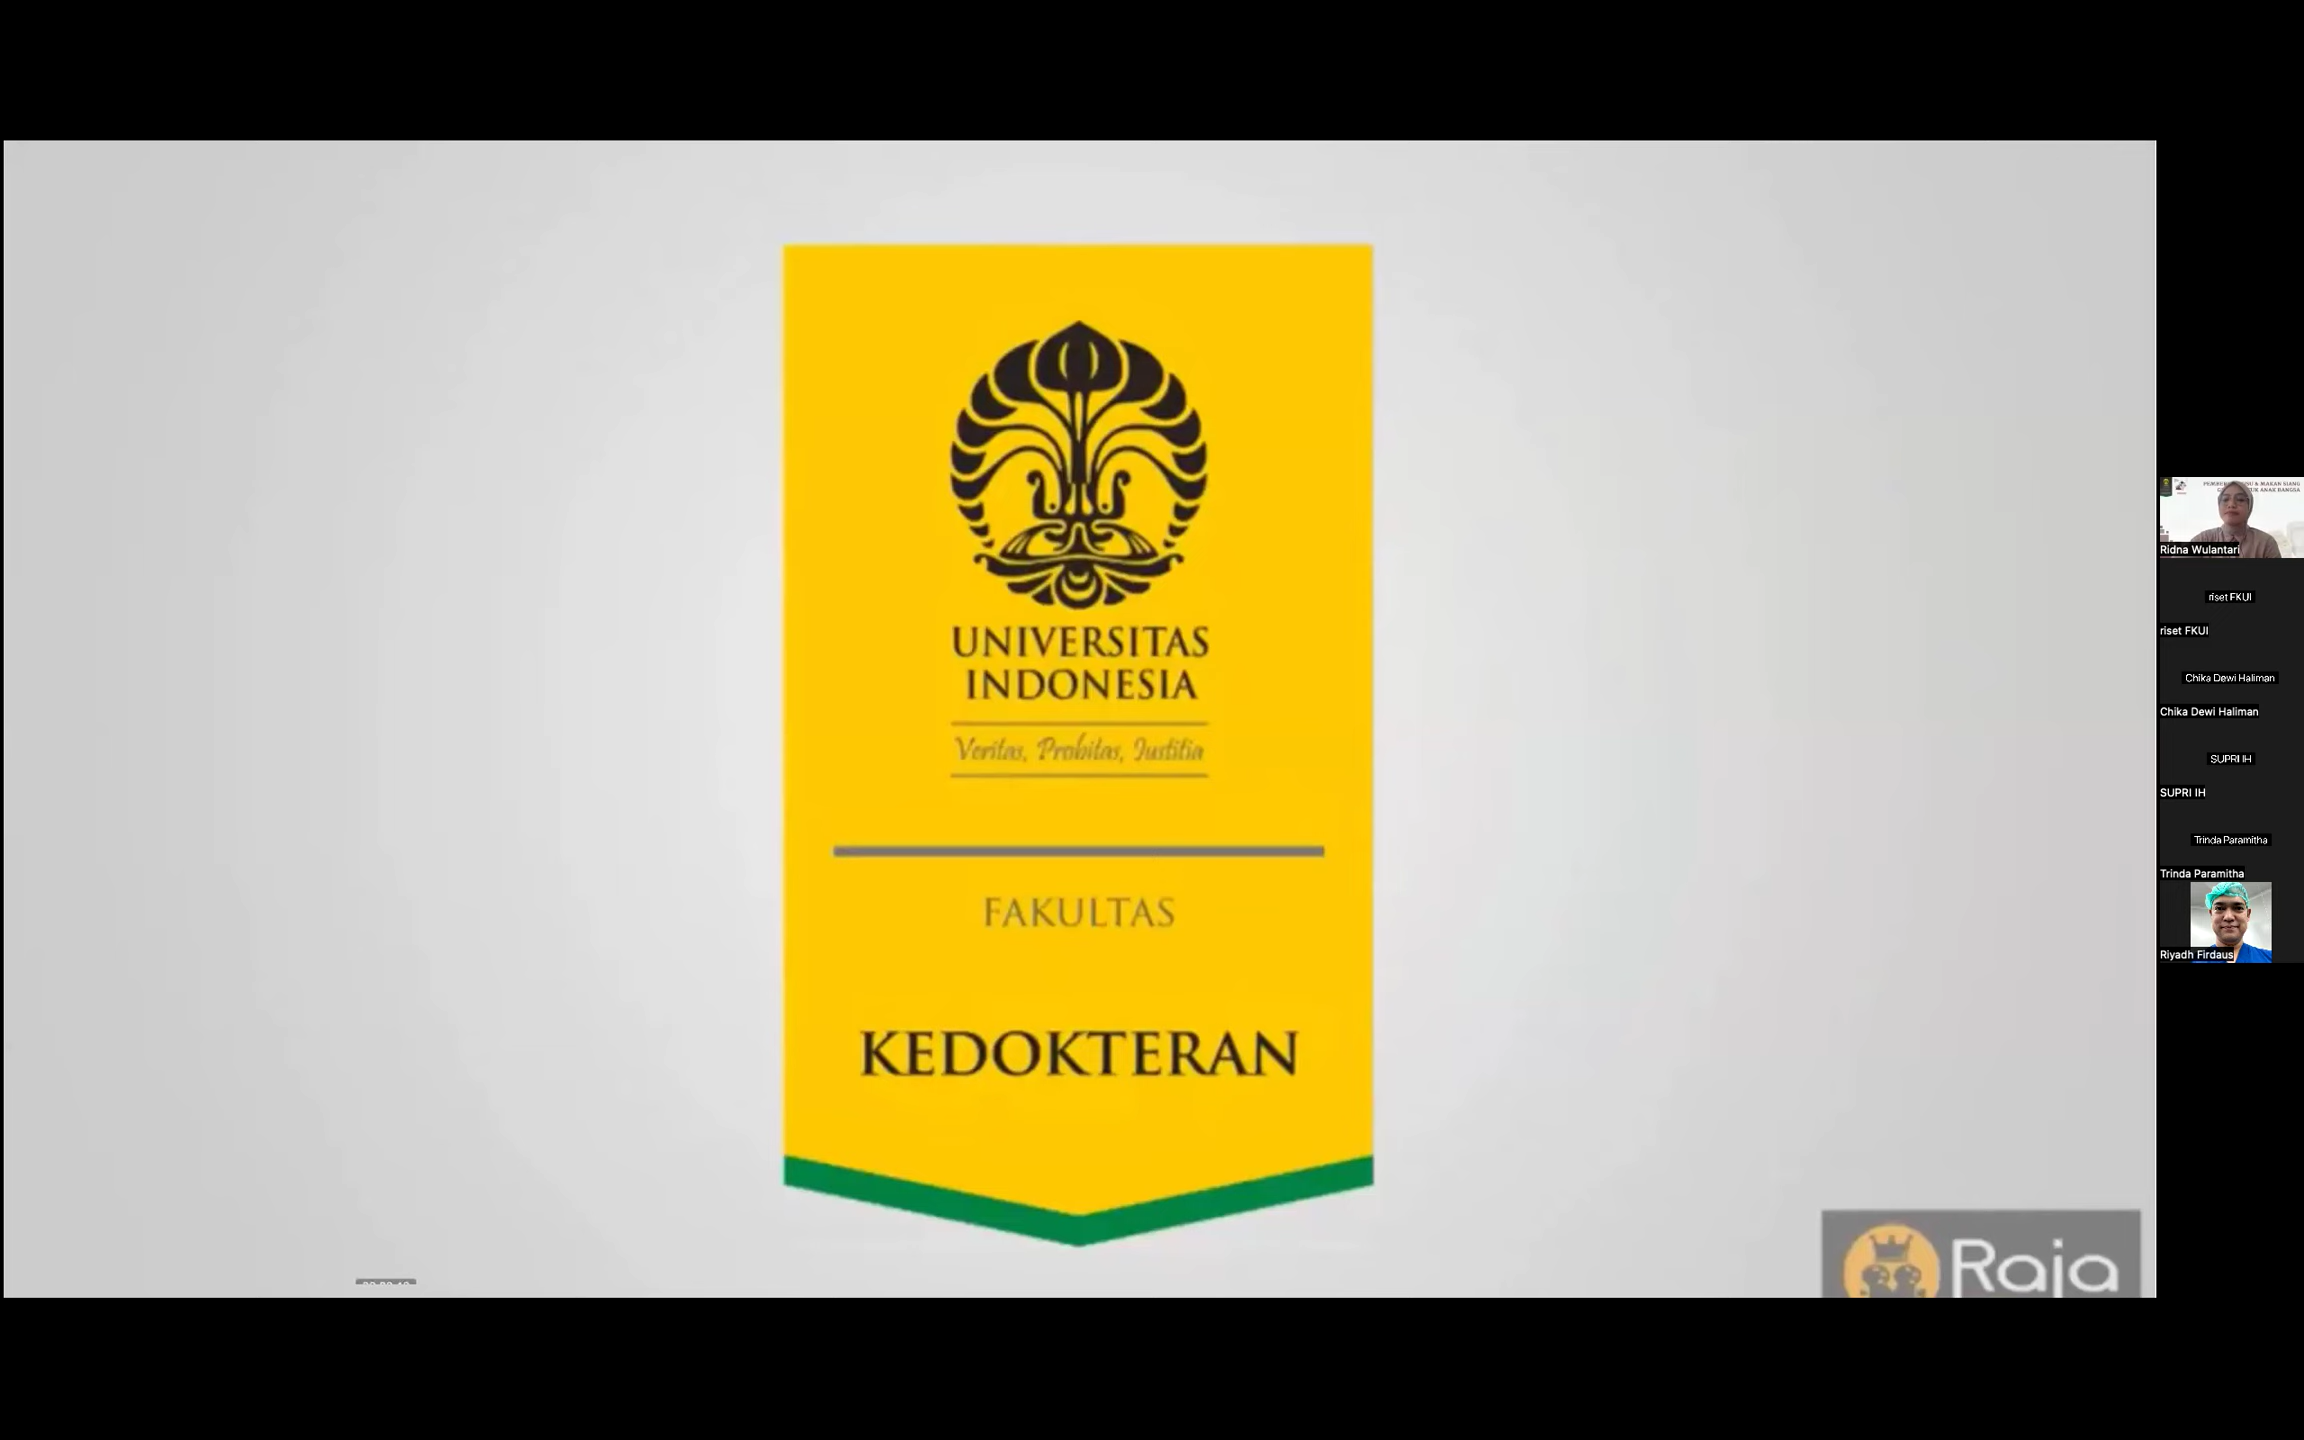 UNIVERSITAS
INDONESIA
Veritas, Probitas, Justitia
FAKULTAS
KEDOKTERAN
Raja
Ridna Wulantari
riset FKUI
riset FKUI
Chika Dewi Haliman
Chika Dewi Haliman
SUPRI IH
SUPRI IH
Trinda Paramitha
Trinda Paramitha
Riyadh Firdaus